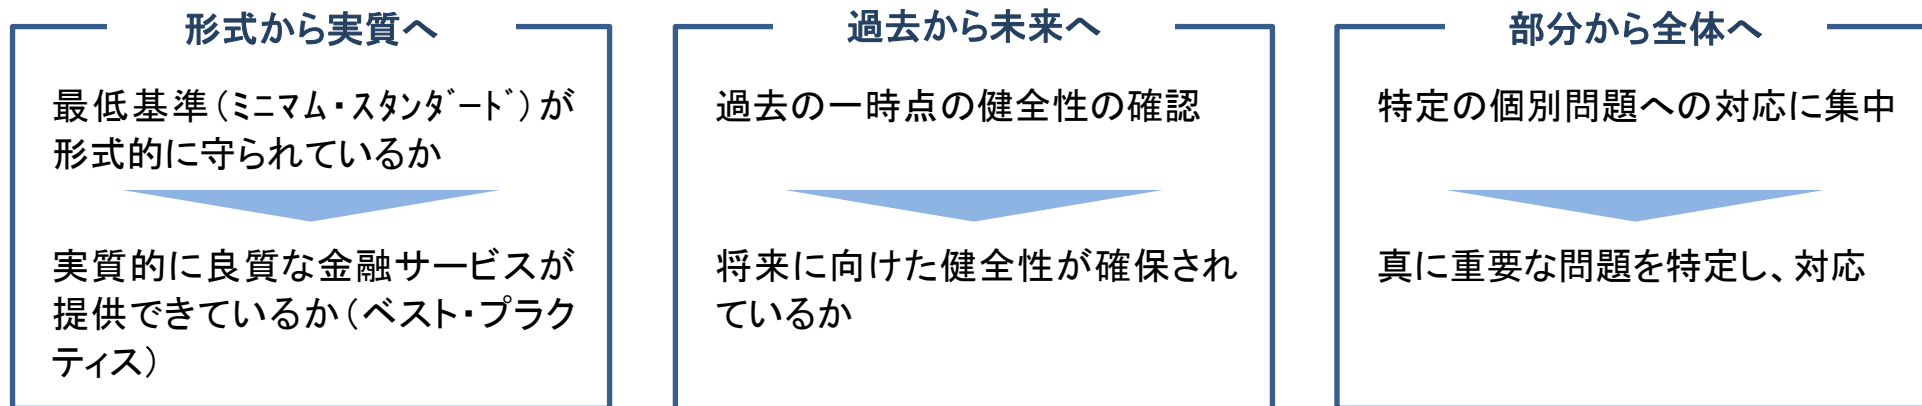 形式から実質へ
最低基準(ﾐﾆﾏﾑ・ｽﾀﾝﾀﾞｰﾄﾞ)が
形式的に守られているか
実質的に良質な金融サービスが
提供できているか(ベスト・プラク
ティス)
過去から未来へ
過去の一時点の健全性の確認
将来に向けた健全性が確保され
ているか
部分から全体へ
特定の個別問題への対応に集中
真に重要な問題を特定し、対応